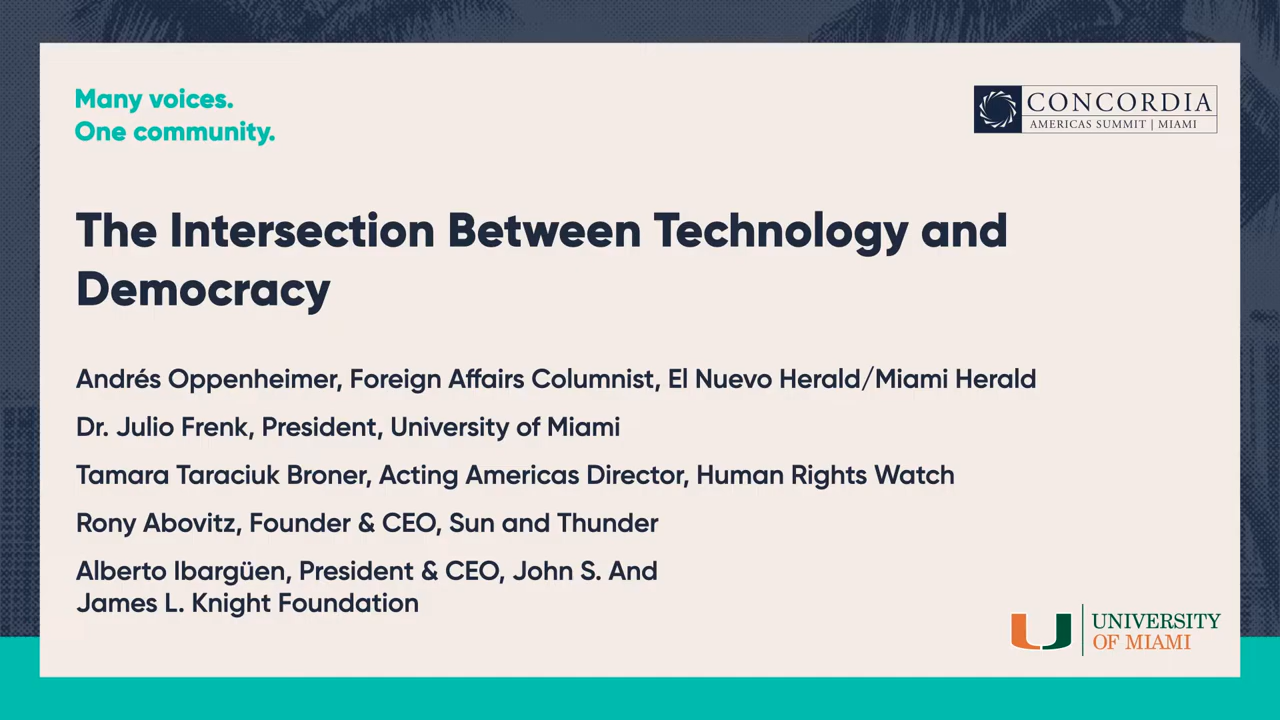 Many voices.
One community.
CONCORDIA
AMERICAS SUMMIT | MIAMI
The Intersection Between Technology and
Democracy
Andrés Oppenheimer, Foreign Affairs Columnist, El Nuevo Herald/Miami Herald
Dr. Julio Frenk, President, University of Miami
Tamara Taraciuk Broner, Acting Americas Director, Human Rights Watch
Rony Abovitz, Founder & CEO, Sun and Thunder
Alberto Ibargüen, President & CEO, John S. And
James L. Knight Foundation
UNIVERSITY
OF MIAMI